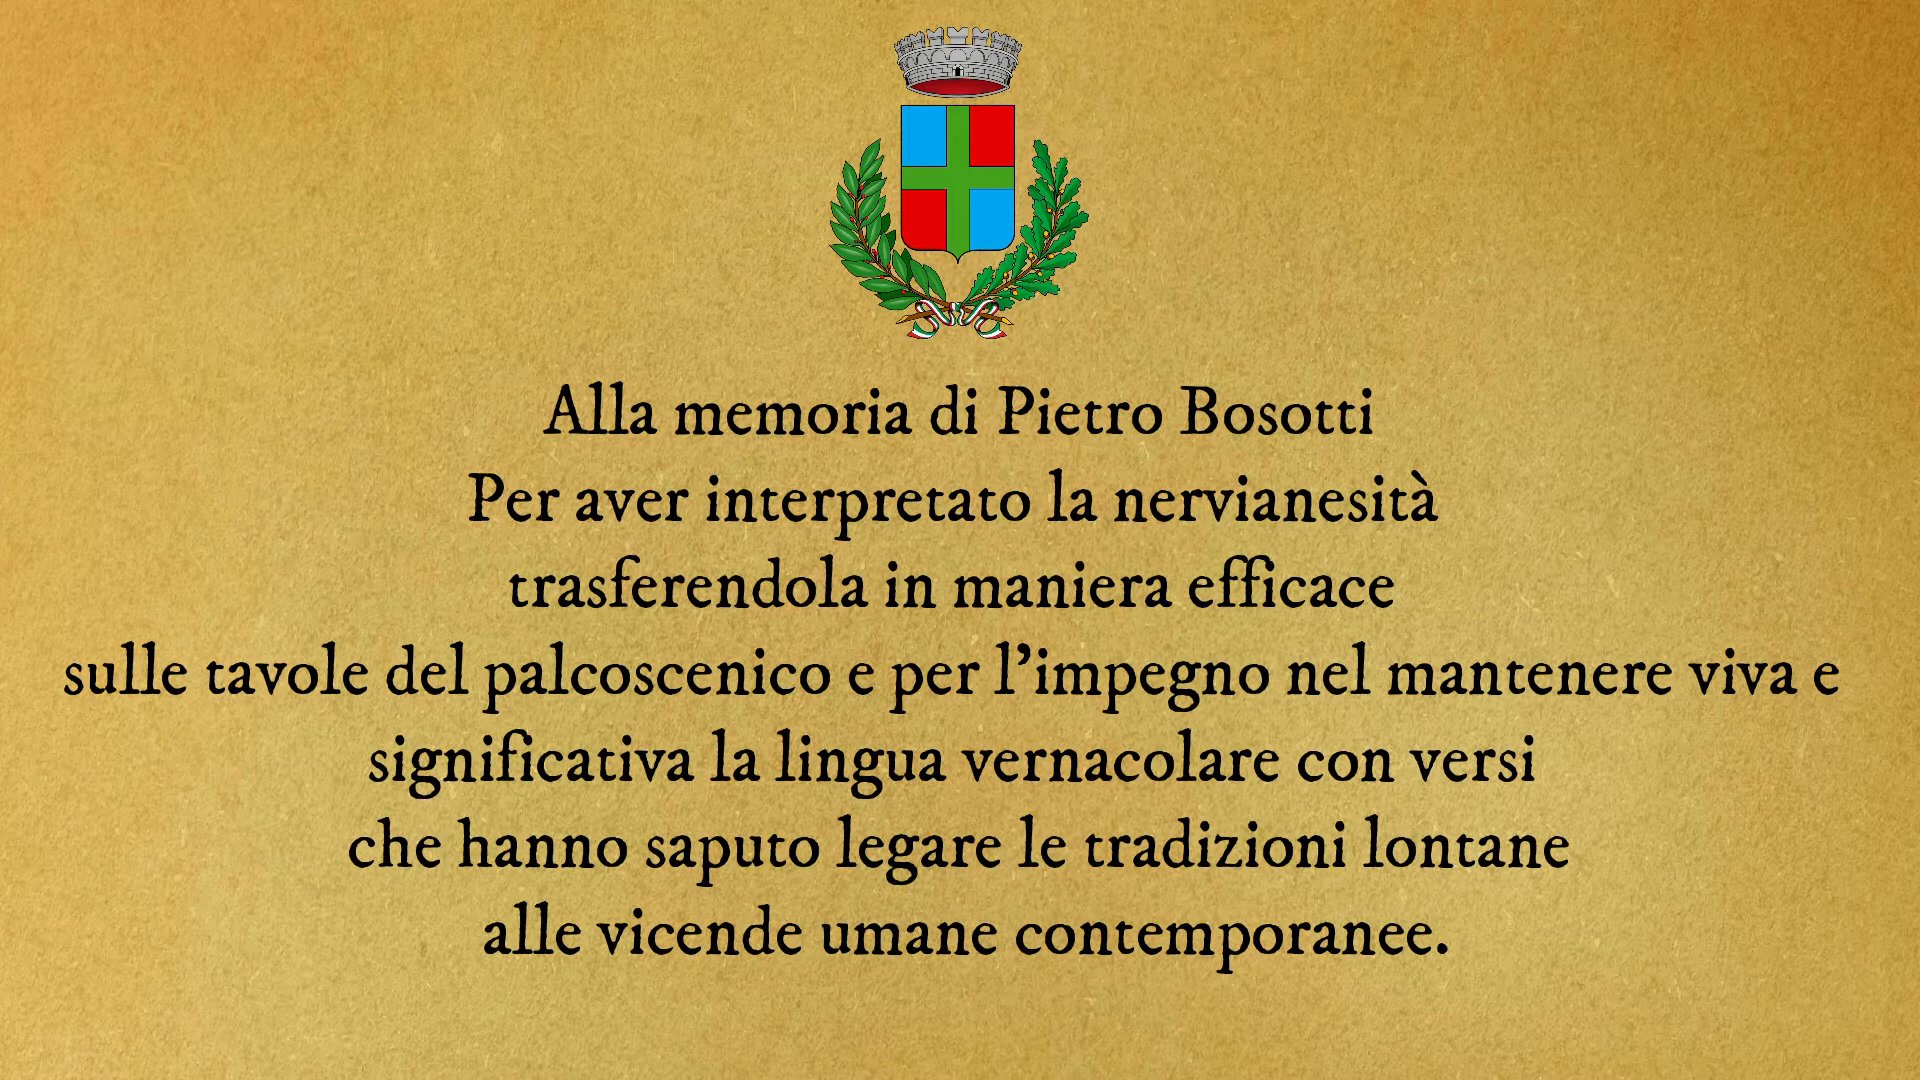 Alla memoria di Pietro Bosotti
Per aver interpretato la nervianesità
trasferendola in maniera efficace
sulle tavole del palcoscenico e per l’impegno nel mantenere viva e
significativa la lingua vernacolare con versi
che hanno saputo legare le tradizioni lontane
alle vicende umane contemporanee.